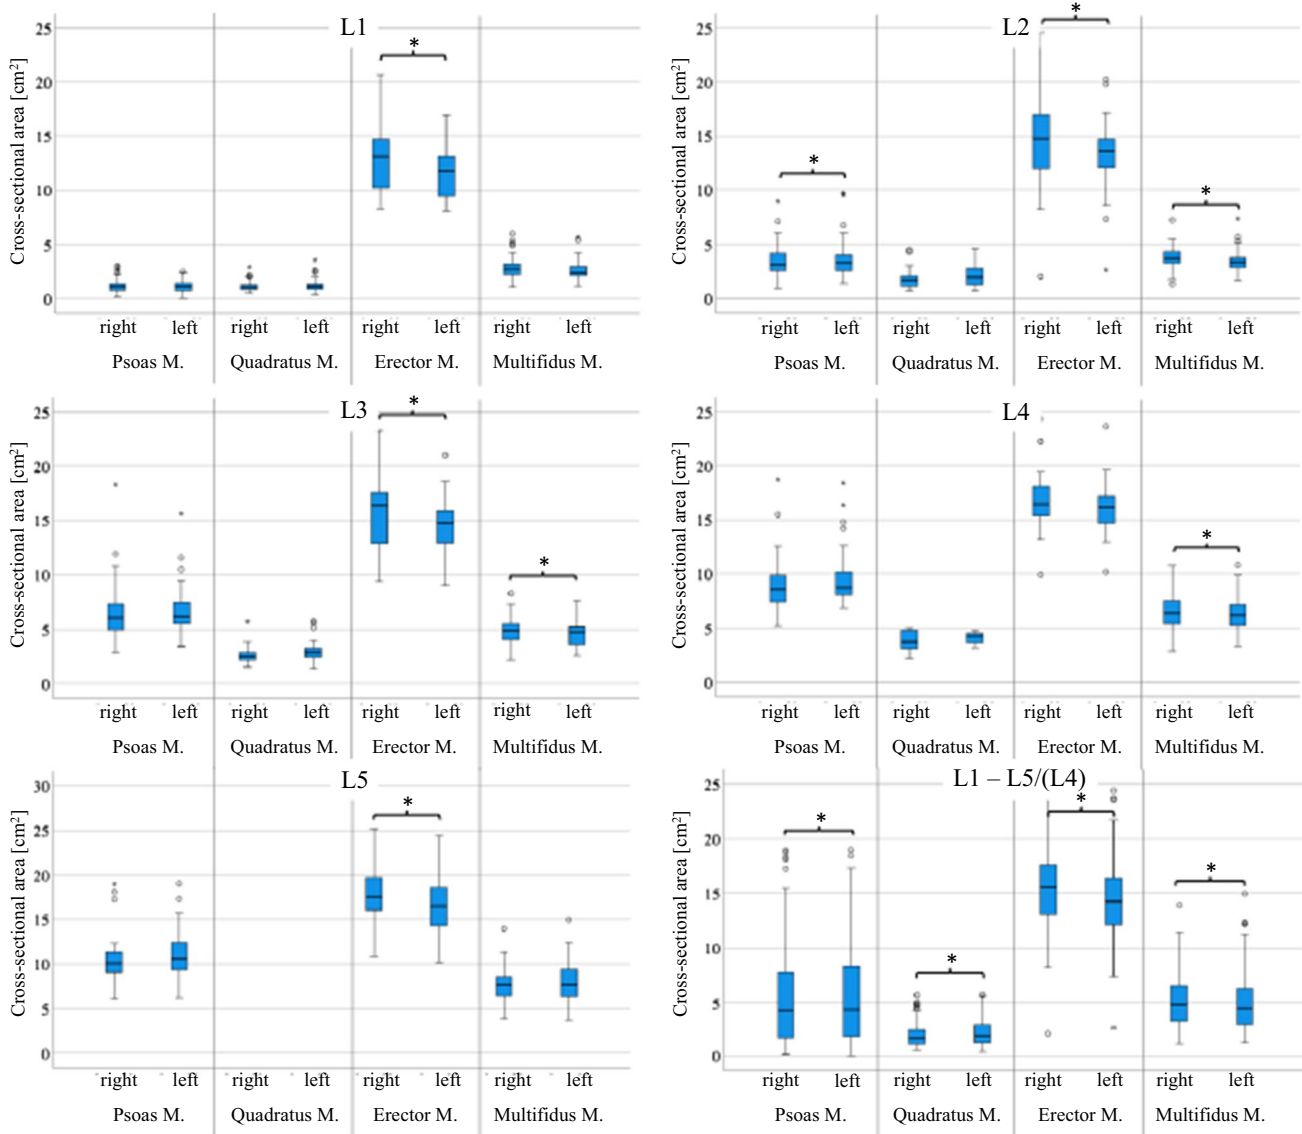 L1
Cross-sectional area [cm²]
25
20
15
10
5
0
*
right left right left right left right left
Psoas M. Quadratus M. Erector M. Multifidus M.
L2
Cross-sectional area [cm²]
25
20
15
10
5
0
* * *
right left right left right left right left
Psoas M. Quadratus M. Erector M. Multifidus M.
L3
Cross-sectional area [cm²]
25
20
15
10
5
0
* *
right left right left right left right left
Psoas M. Quadratus M. Erector M. Multifidus M.
L4
Cross-sectional area [cm²]
25
20
15
10
5
0
*
right left right left right left right left
Psoas M. Quadratus M. Erector M. Multifidus M.
L5
Cross-sectional area [cm²]
30
25
20
15
10
5
0
*
right left right left right left right left
Psoas M. Quadratus M. Erector M. Multifidus M.
L1 – L5/(L4)
Cross-sectional area [cm²]
25
20
15
10
5
0
* * * *
right left right left right left right left
Psoas M. Quadratus M. Erector M. Multifidus M.